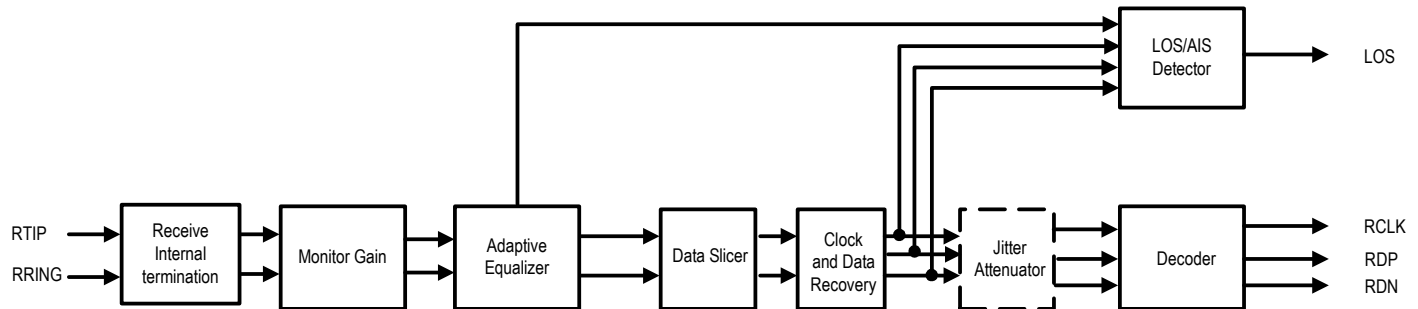 LOS/AIS
Detector
LOS
RTIP
RRING
Receive
Internal
termination
Monitor Gain
Adaptive
Equalizer
Data Slicer
Clock
and Data
Recovery
Jitter
Attenuator
Decoder
RCLK
RDP
RDN